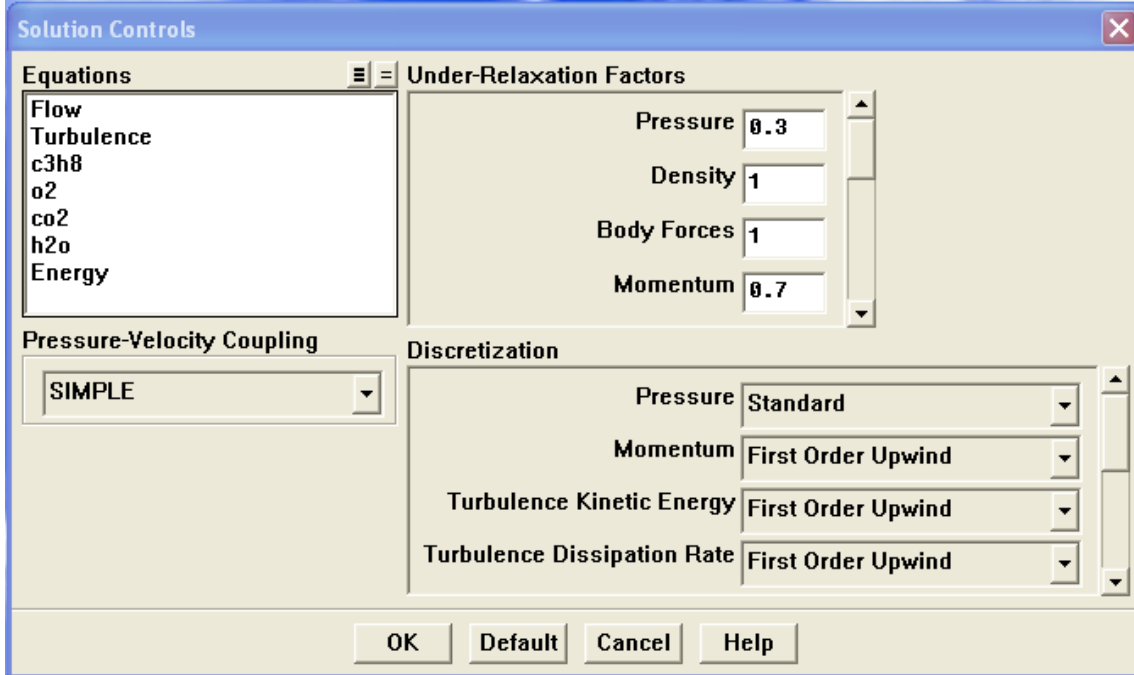 Solution Controls
Equations
Flow
Turbulence
c3h8
o2
co2
h2o
Energy
Pressure-Velocity Coupling
SIMPLE
Under-Relaxation Factors
Pressure 0.3
Density 1
Body Forces 1
Momentum 0.7
Discretization
Pressure Standard
Momentum First Order Upwind
Turbulence Kinetic Energy First Order Upwind
Turbulence Dissipation Rate First Order Upwind
OK Default Cancel Help